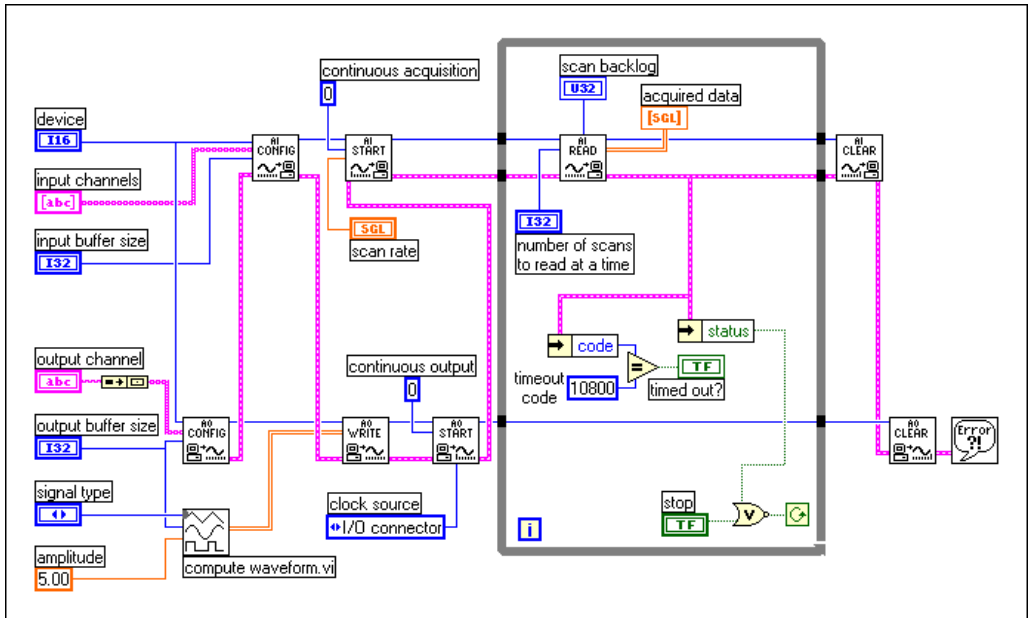 continuous acquisition
0
scan backlog
U32
acquired data
[SGL]
device
I16
AI
CONFIG
AI
START
AI
READ
AI
CLEAR
input channels
[abc]
SGL
scan rate
I32
number of scans
to read at a time
input buffer size
I32
status
code
output channel
abc
continuous output
0
timeout
code
10800
=
TF
timed out?
output buffer size
I32
AO
CONFIG
AO
WRITE
AO
START
AO
CLEAR
Error
?!
signal type
clock source
I/O connector
stop
TF
V
i
amplitude
5.00
compute waveform.vi